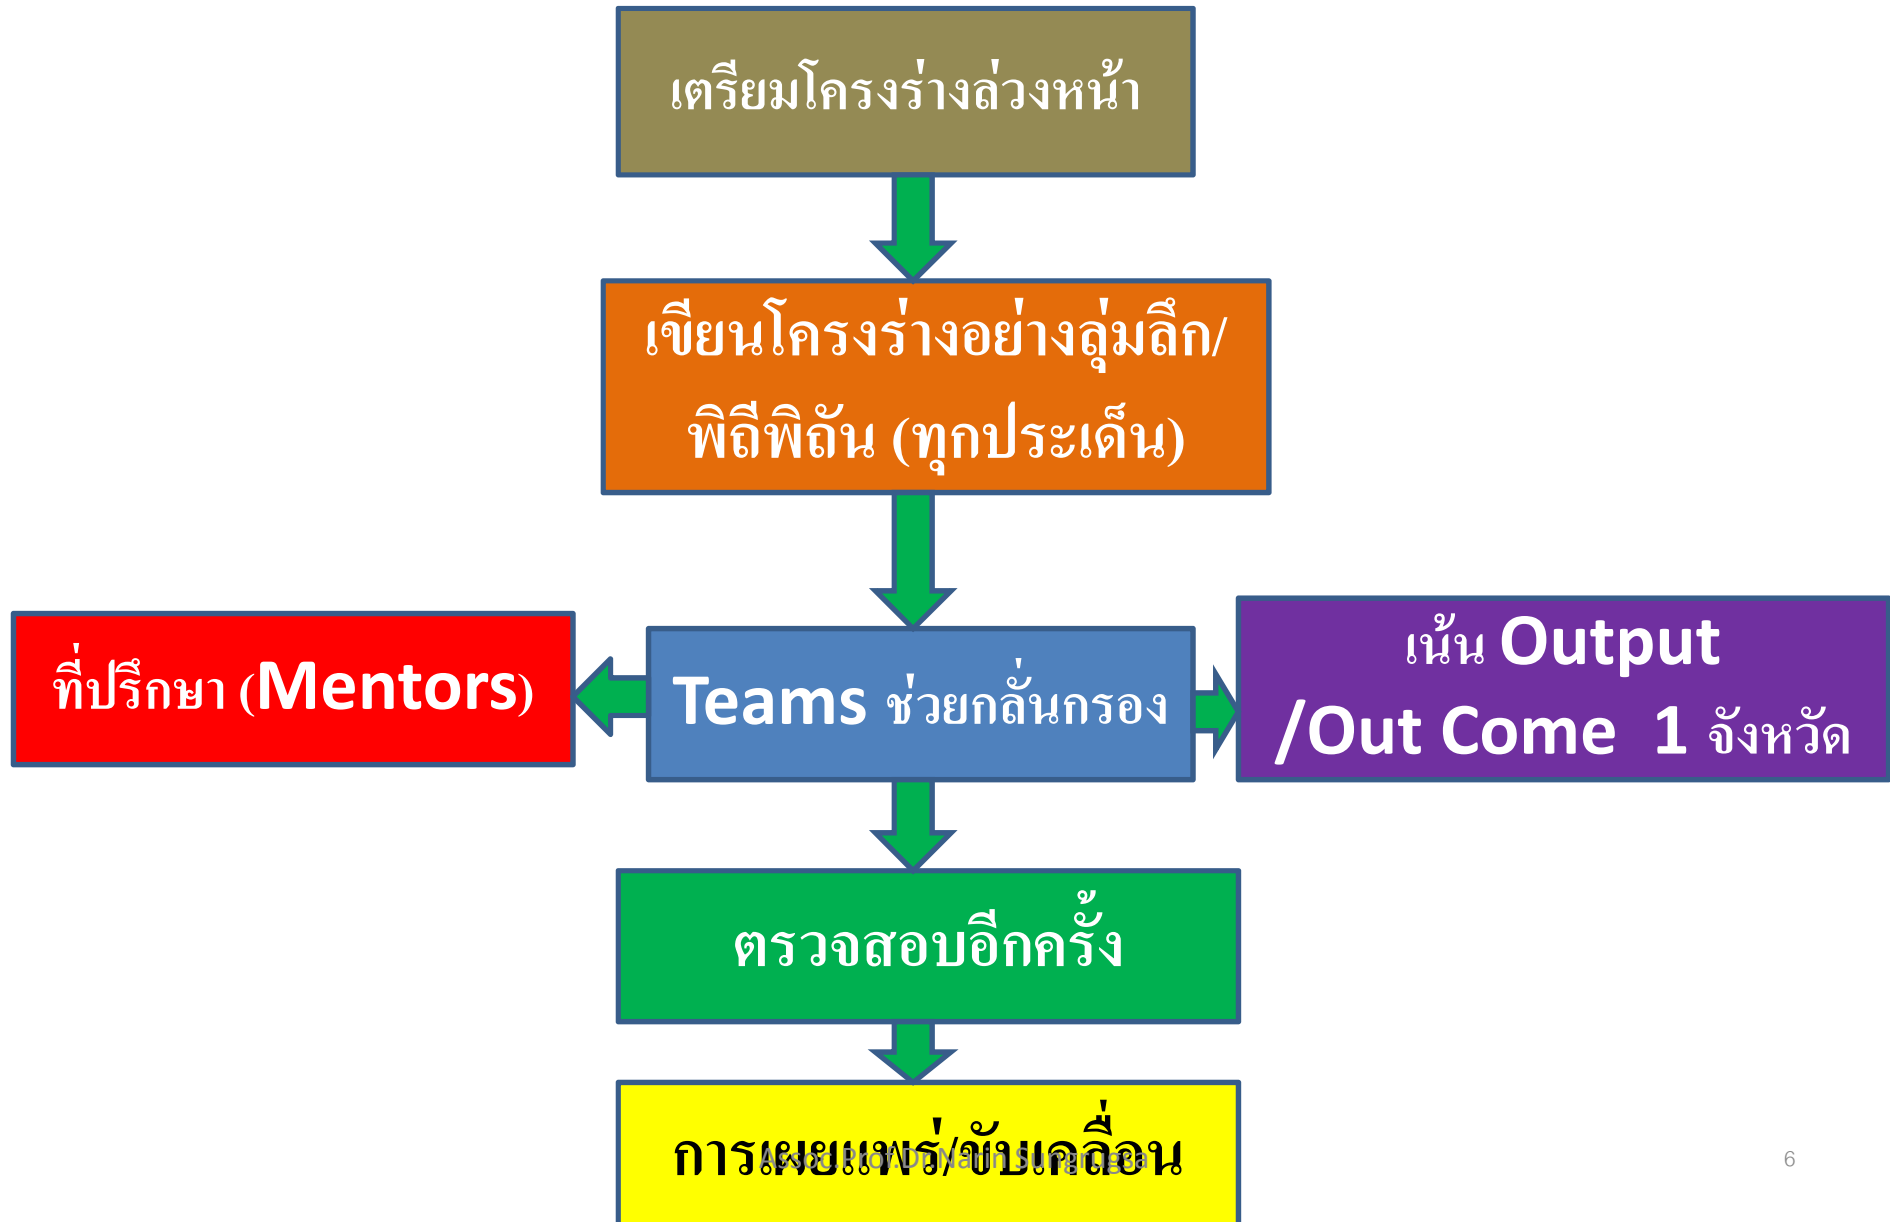 เตรียมโครงร่างล่วงหน้า
เขียนโครงร่างอย่างลุ่มลึก/
พิถีพิถัน (ทุกประเด็น)
ที่ปรึกษา (Mentors)
Teams ช่วยกลั่นกรอง
เน้น Output
/Out Come 1 จังหวัด
ตรวจสอบอีกครั้ง
การเผยแพร่/ขับเคลื่อน
Assoc.Prof.Dr.Narin Sungrugsa
6